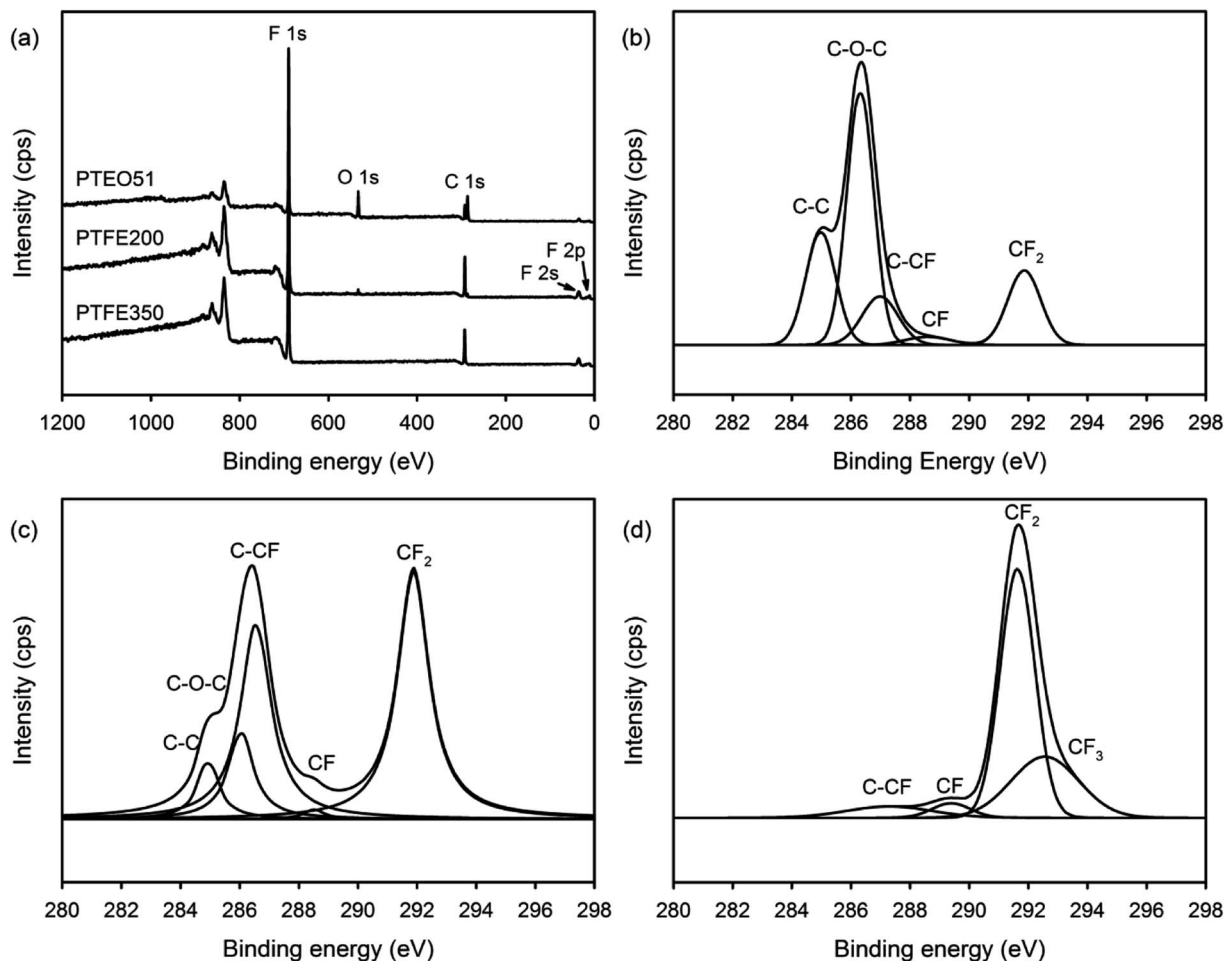 (a)
F 1s
PTEO51
O 1s
C 1s
PTFE200
F 2p
F 2s
PTFE350
Intensity (cps)
1200 1000 800 600 400 200 0
Binding energy (eV)
(b)
C-O-C
C-C
C-CF
CF
CF₂
Intensity (cps)
280 282 284 286 288 290 292 294 296 298
Binding Energy (eV)
(c)
C-CF
CF₂
C-O-C
C-C
CF
Intensity (cps)
280 282 284 286 288 290 292 294 296 298
Binding energy (eV)
(d)
CF₂
CF₃
C-CF
CF
Intensity (cps)
280 282 284 286 288 290 292 294 296 298
Binding energy (eV)